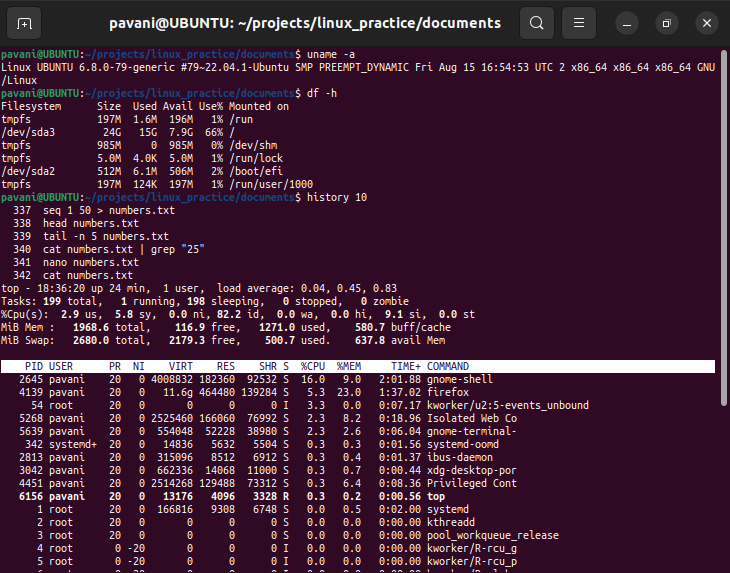 pavani@UBUNTU: ~/projects/linux_practice/documents
pavani@UBUNTU:~/projects/linux_practice/documents$ uname -a
Linux UBUNTU 6.8.0-79-generic #79~22.04.1-Ubuntu SMP PREEMPT_DYNAMIC Fri Aug 15 16:54:53 UTC 2 x86_64 x86_64 x86_64 GNU
/Linux
pavani@UBUNTU:~/projects/linux_practice/documents$ df -h
Filesystem      Size  Used Avail Use% Mounted on
tmpfs           197M  1.6M  196M   1% /run
/dev/sda3        24G   15G  7.9G  66% /
tmpfs           985M     0  985M   0% /dev/shm
tmpfs           5.0M  4.0K  5.0M   1% /run/lock
/dev/sda2       512M  6.1M  506M   2% /boot/efi
tmpfs           197M  124K  197M   1% /run/user/1000
pavani@UBUNTU:~/projects/linux_practice/documents$ history 10
  337  seq 1 50 > numbers.txt
  338  head numbers.txt
  339  tail -n 5 numbers.txt
  340  cat numbers.txt | grep "25"
  341  nano numbers.txt
  342  cat numbers.txt
top - 18:36:20 up 24 min,  1 user,  load average: 0.04, 0.45, 0.83
Tasks: 199 total,   1 running, 198 sleeping,   0 stopped,   0 zombie
%Cpu(s):  2.9 us,  5.8 sy,  0.0 ni, 82.2 id,  0.0 wa,  0.0 hi,  9.1 si,  0.0 st
MiB Mem :   1968.6 total,    116.9 free,   1271.0 used,    580.7 buff/cache
MiB Swap:   2680.0 total,   2179.3 free,    500.7 used.    637.8 avail Mem
    PID USER      PR  NI    VIRT    RES    SHR S  %CPU  %MEM     TIME+ COMMAND
   2645 pavani    20   0 4008832 182360  92532 S  16.0   9.0   2:01.88 gnome-shell
   4139 pavani    20   0   11.6g 464480 139284 S   5.3  23.0   1:37.02 firefox
     54 root      20   0       0      0      0 I   3.3   0.0   0:07.17 kworker/u2:5-events_unbound
   5268 pavani    20   0 2525460 166060  76992 S   2.3   8.2   0:18.96 Isolated Web Co
   5639 pavani    20   0  554048  52228  38980 S   2.3   2.6   0:06.04 gnome-terminal-
    342 systemd+  20   0   14836   5632   5504 S   0.3   0.3   0:01.56 systemd-oomd
   2813 pavani    20   0  315096   8512   6912 S   0.3   0.4   0:01.37 ibus-daemon
   3042 pavani    20   0  662336  14068  11000 S   0.3   0.7   0:00.44 xdg-desktop-por
   4451 pavani    20   0 2514268 129488  73312 S   0.3   6.4   0:08.36 Privileged Cont
   6156 pavani    20   0   13176   4096   3328 R   0.3   0.2   0:00.56 top
      1 root      20   0  166816   9308   6748 S   0.0   0.5   0:02.00 systemd
      2 root      20   0       0      0      0 S   0.0   0.0   0:00.00 kthreadd
      3 root      20   0       0      0      0 S   0.0   0.0   0:00.00 pool_workqueue_release
      4 root       0 -20       0      0      0 I   0.0   0.0   0:00.00 kworker/R-rcu_g
      5 root       0 -20       0      0      0 I   0.0   0.0   0:00.00 kworker/R-rcu_p